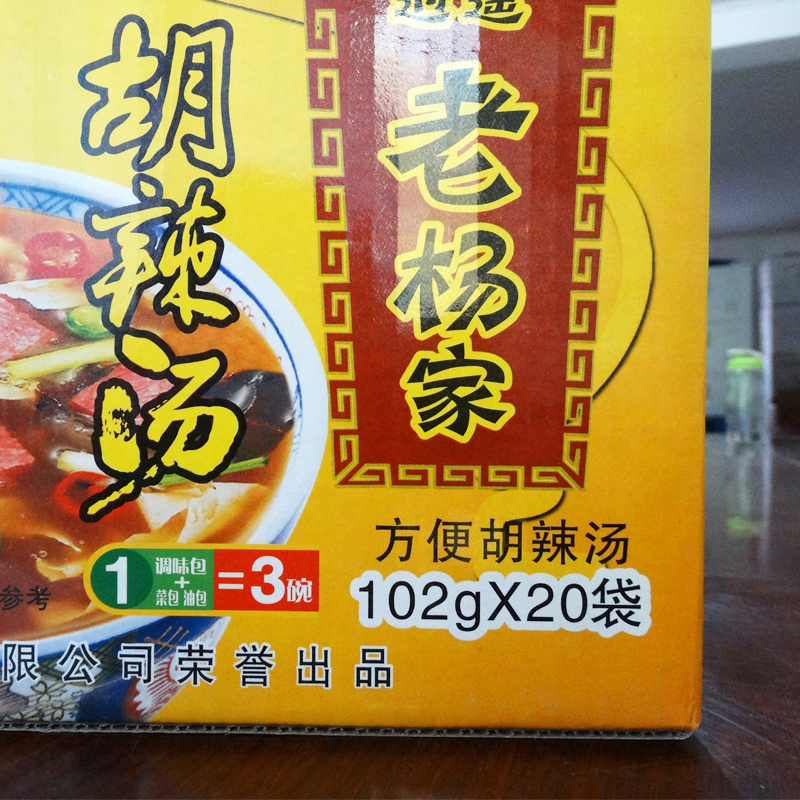 胡辣汤
逍遥
老杨家
方便胡辣汤
102gX20袋
1 调味包 + 菜包 油包 =3碗
参考
限公司荣誉出品